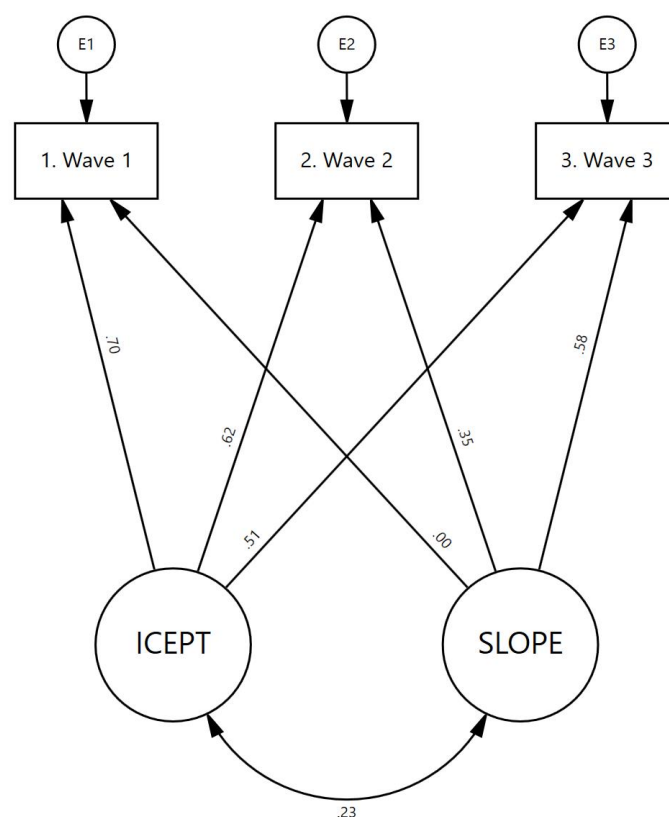 E1
E2
E3
1. Wave 1
2. Wave 2
3. Wave 3
.70
.62
.51
.00
.35
.58
ICEPT
SLOPE
.23